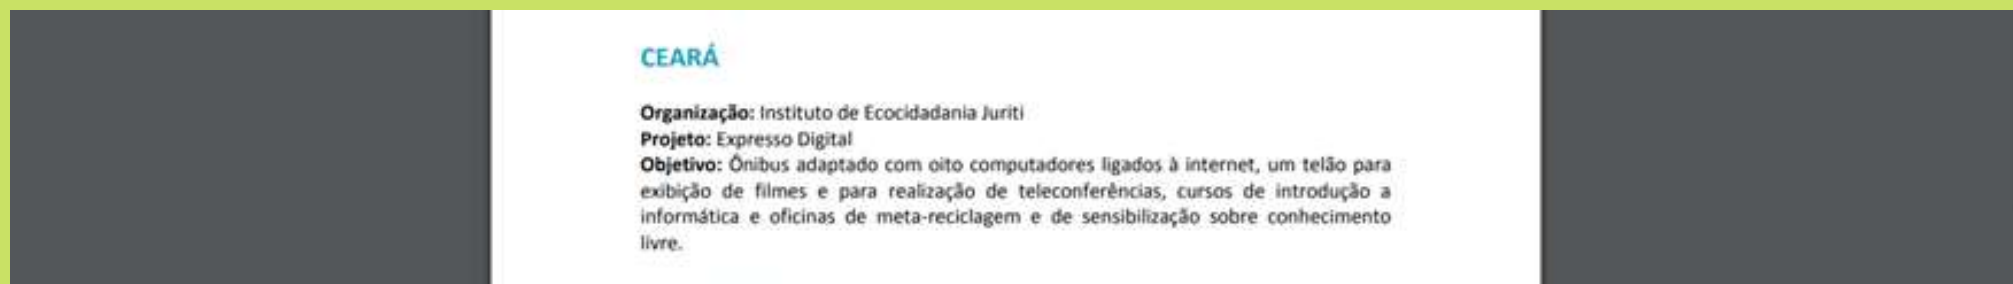 CEARÁ
Organização: Instituto de Ecocidadania Juriti
Projeto: Expresso Digital
Objetivo: Ônibus adaptado com oito computadores ligados à internet, um telão para
exibição de filmes e para realização de teleconferências, cursos de introdução a
informática e oficinas de meta-reciclagem e de sensibilização sobre conhecimento
livre.